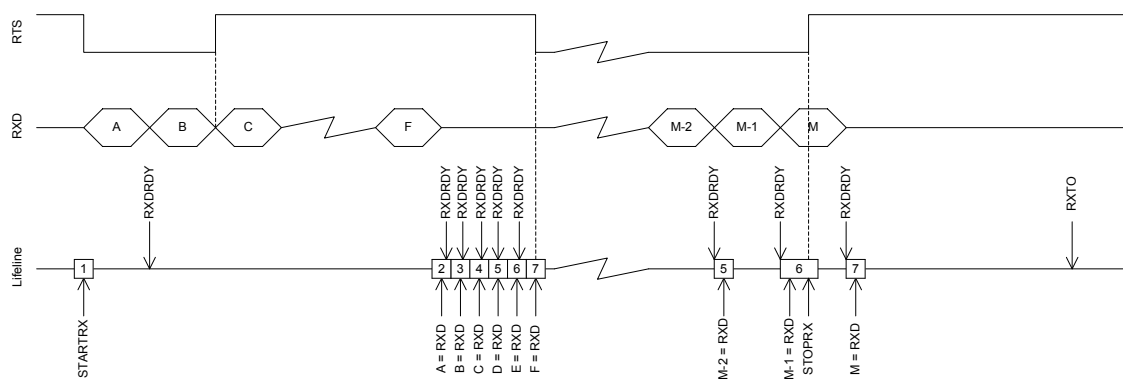 RTS
RXD
A
B
C
F
M-2
M-1
M
Lifeline
RXDRDY
RXDRDY
RXDRDY
RXDRDY
RXDRDY
RXDRDY
RXDRDY
RXDRDY
RXDRDY
RXTO
1
2
3
4
5
6
7
5
6
7
STARTRX
A = RXD
B = RXD
C = RXD
D = RXD
E = RXD
F = RXD
M-2 = RXD
M-1 = RXD
STOPRX
M = RXD